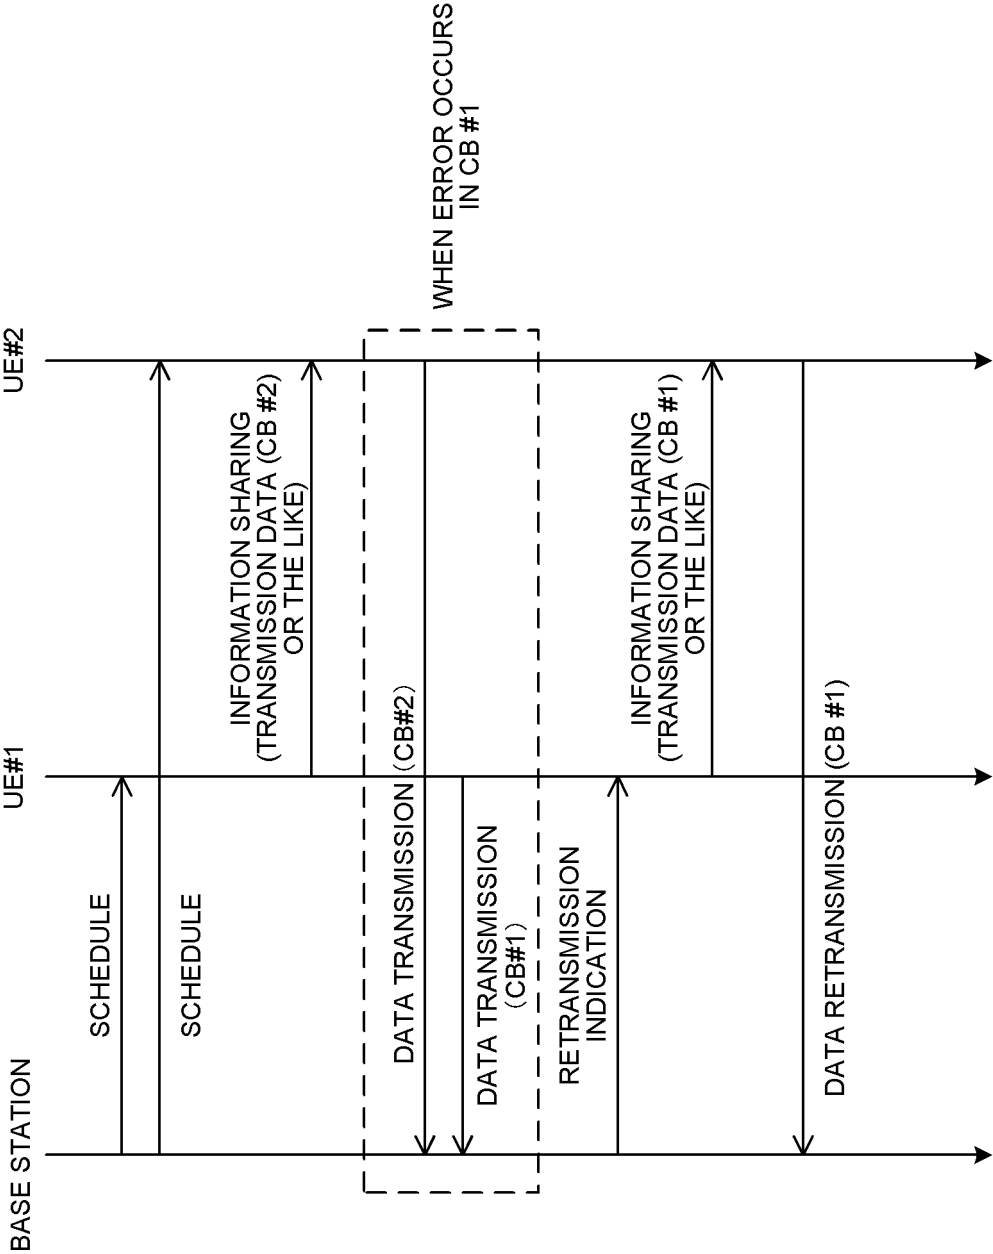 BASE STATION
UE#1
UE#2
SCHEDULE
SCHEDULE
INFORMATION SHARING
(TRANSMISSION DATA (CB #2)
OR THE LIKE)
DATA TRANSMISSION (CB#2)
DATA TRANSMISSION
(CB#1)
WHEN ERROR OCCURS
IN CB #1
RETRANSMISSION
INDICATION
INFORMATION SHARING
(TRANSMISSION DATA (CB #1)
OR THE LIKE)
DATA RETRANSMISSION (CB #1)